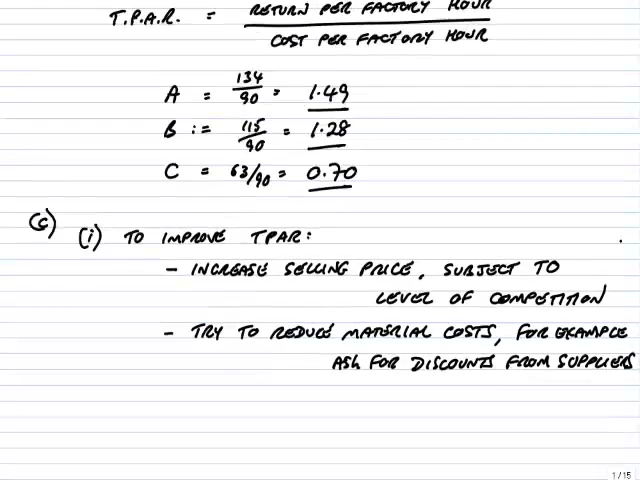 T.P.A.R. = RETURN PER FACTORY HOUR
COST PER FACTORY HOUR
A = 134/90 = 1.49
B := 115/90 = 1.28
C = 63/90 = 0.70
(c) (i) TO IMPROVE TPAR:
- INCREASE SELLING PRICE, SUBJECT TO
LEVEL OF COMPETITION
- TRY TO REDUCE MATERIAL COSTS, FOR EXAMPLE
ASK FOR DISCOUNTS FROM SUPPLIERS
1/15